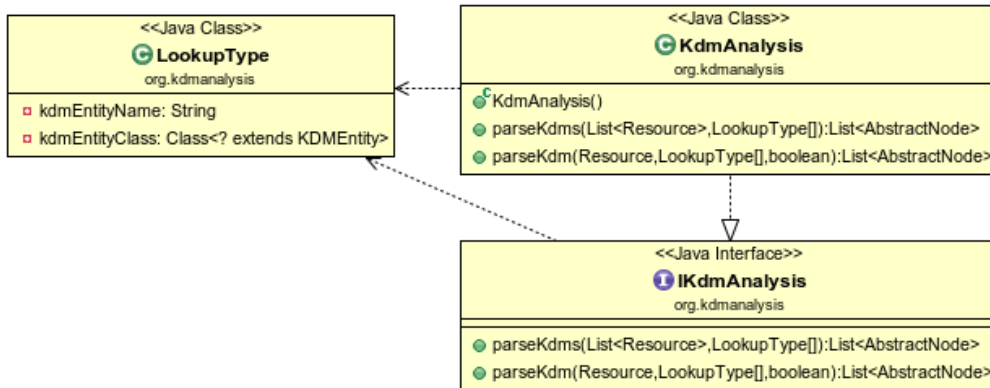 <<Java Class>>
LookupType
org.kdmanalysis
kdmEntityName: String
kdmEntityClass: Class<? extends KDMEntity>
<<Java Class>>
KdmAnalysis
org.kdmanalysis
KdmAnalysis()
parseKdms(List<Resource>,LookupType[]):List<AbstractNode>
parseKdm(Resource,LookupType[],boolean):List<AbstractNode>
<<Java Interface>>
IKdmAnalysis
org.kdmanalysis
parseKdms(List<Resource>,LookupType[]):List<AbstractNode>
parseKdm(Resource,LookupType[],boolean):List<AbstractNode>